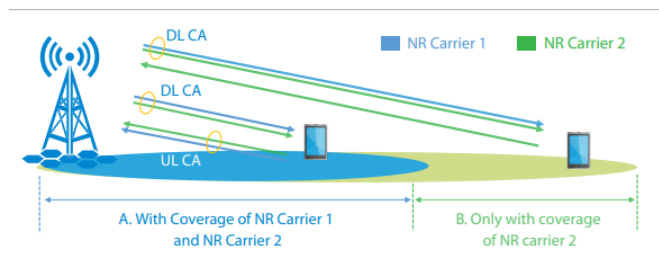 DL CA
NR Carrier 1
NR Carrier 2
DL CA
UL CA
A. With Coverage of NR Carrier 1
and NR Carrier 2
B. Only with coverage
of NR carrier 2